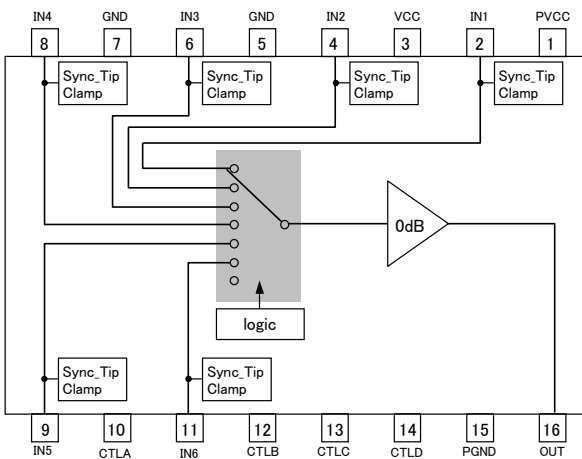 IN4 GND IN3 GND IN2 VCC IN1 PVCC
8 7 6 5 4 3 2 1
Sync_Tip
Clamp
Sync_Tip
Clamp
Sync_Tip
Clamp
Sync_Tip
Clamp
0dB
logic
Sync_Tip
Clamp
Sync_Tip
Clamp
9 10 11 12 13 14 15 16
IN5 CTLA IN6 CTLB CTLC CTLD PGND OUT